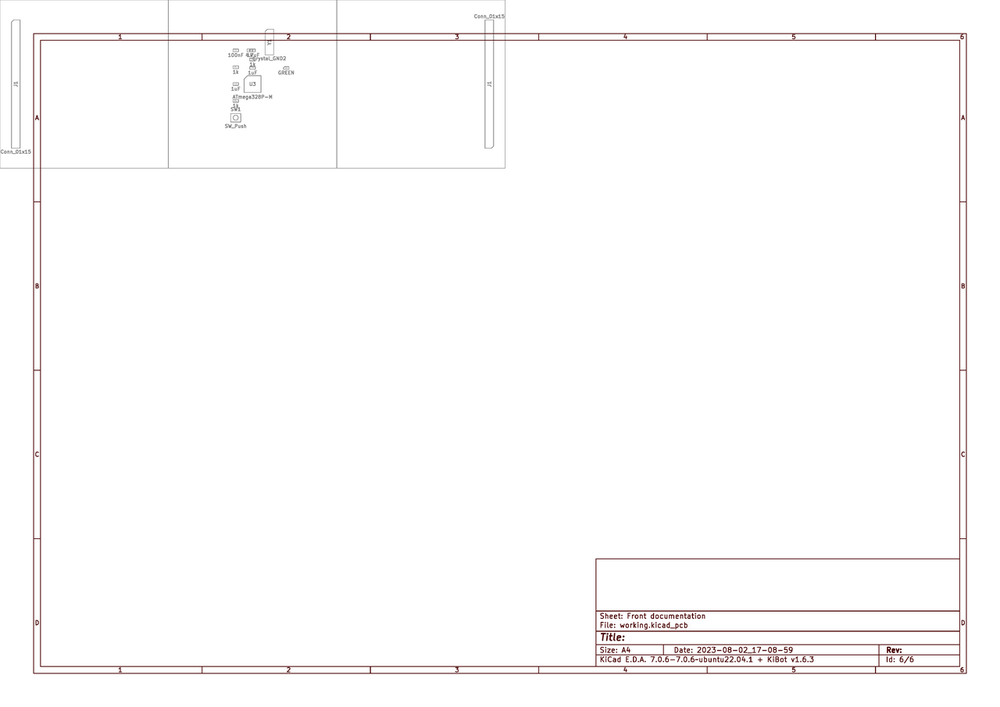 Conn_01x15
1 2 3 4 5 6
100nF
Crystal_GND2
1k
1k
1uF
GREEN
J1
U3
J2
1uF
ATmega328P-M
A
A
1k
SW1
SW_Push
Conn_01x15
B
B
C
C
Sheet: Front documentation
File: working.kicad_pcb
D
D
Title:
Size: A4 Date: 2023-08-02_17-08-59 Rev:
KiCad E.D.A. 7.0.6-7.0.6~ubuntu22.04.1 + KiBot v1.6.3 Id: 6/6
1 2 3 4 5 6